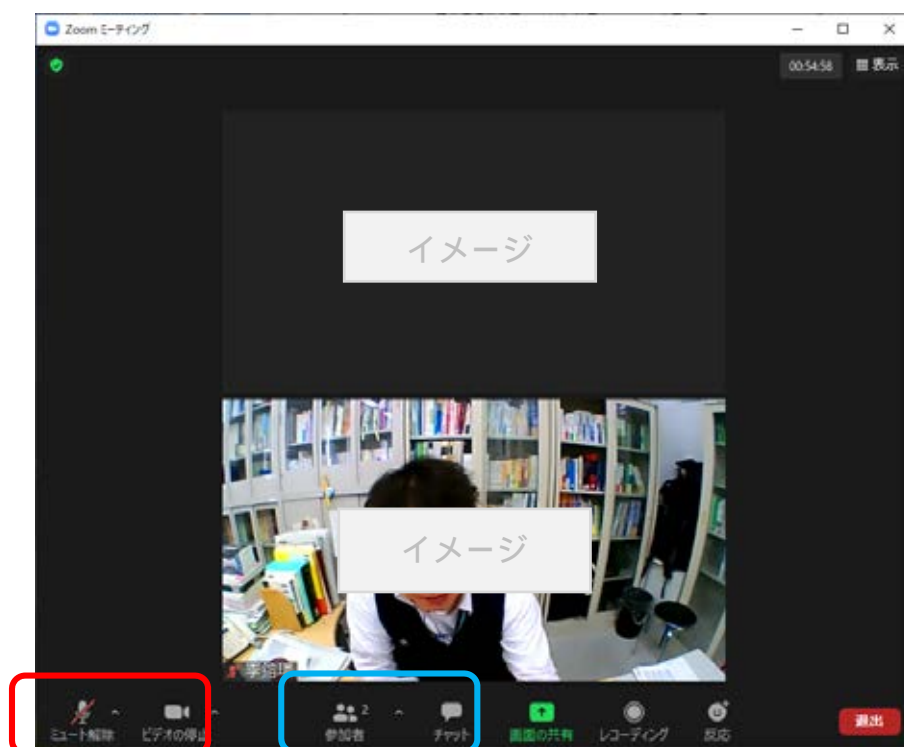 Zoom ミーティング
00:54:58 表示
イメージ
イメージ
ミュート解除 ビデオの停止 参加者 2 チャット 画面の共有 レコーディング 反応 退出